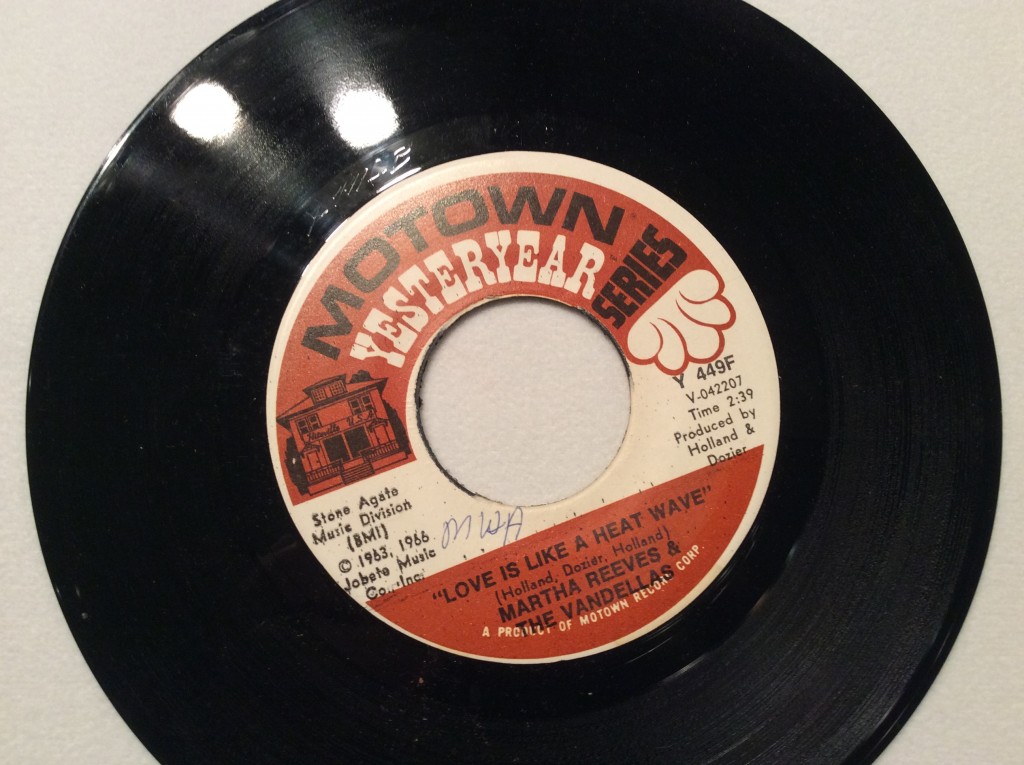 MOTOWN
YESTERYEAR
SERIES
Y 449F
V-042207
Time 2:39
Produced by
Holland &
Dozier
Stone Agate
Music Division
(BMI)
© 1963, 1966
Jobete Music
Co., Inc.
MWA
"LOVE IS LIKE A HEAT WAVE"
(Holland, Dozier, Holland)
MARTHA REEVES &
THE VANDELLAS
A PRODUCT OF MOTOWN RECORD CORP.